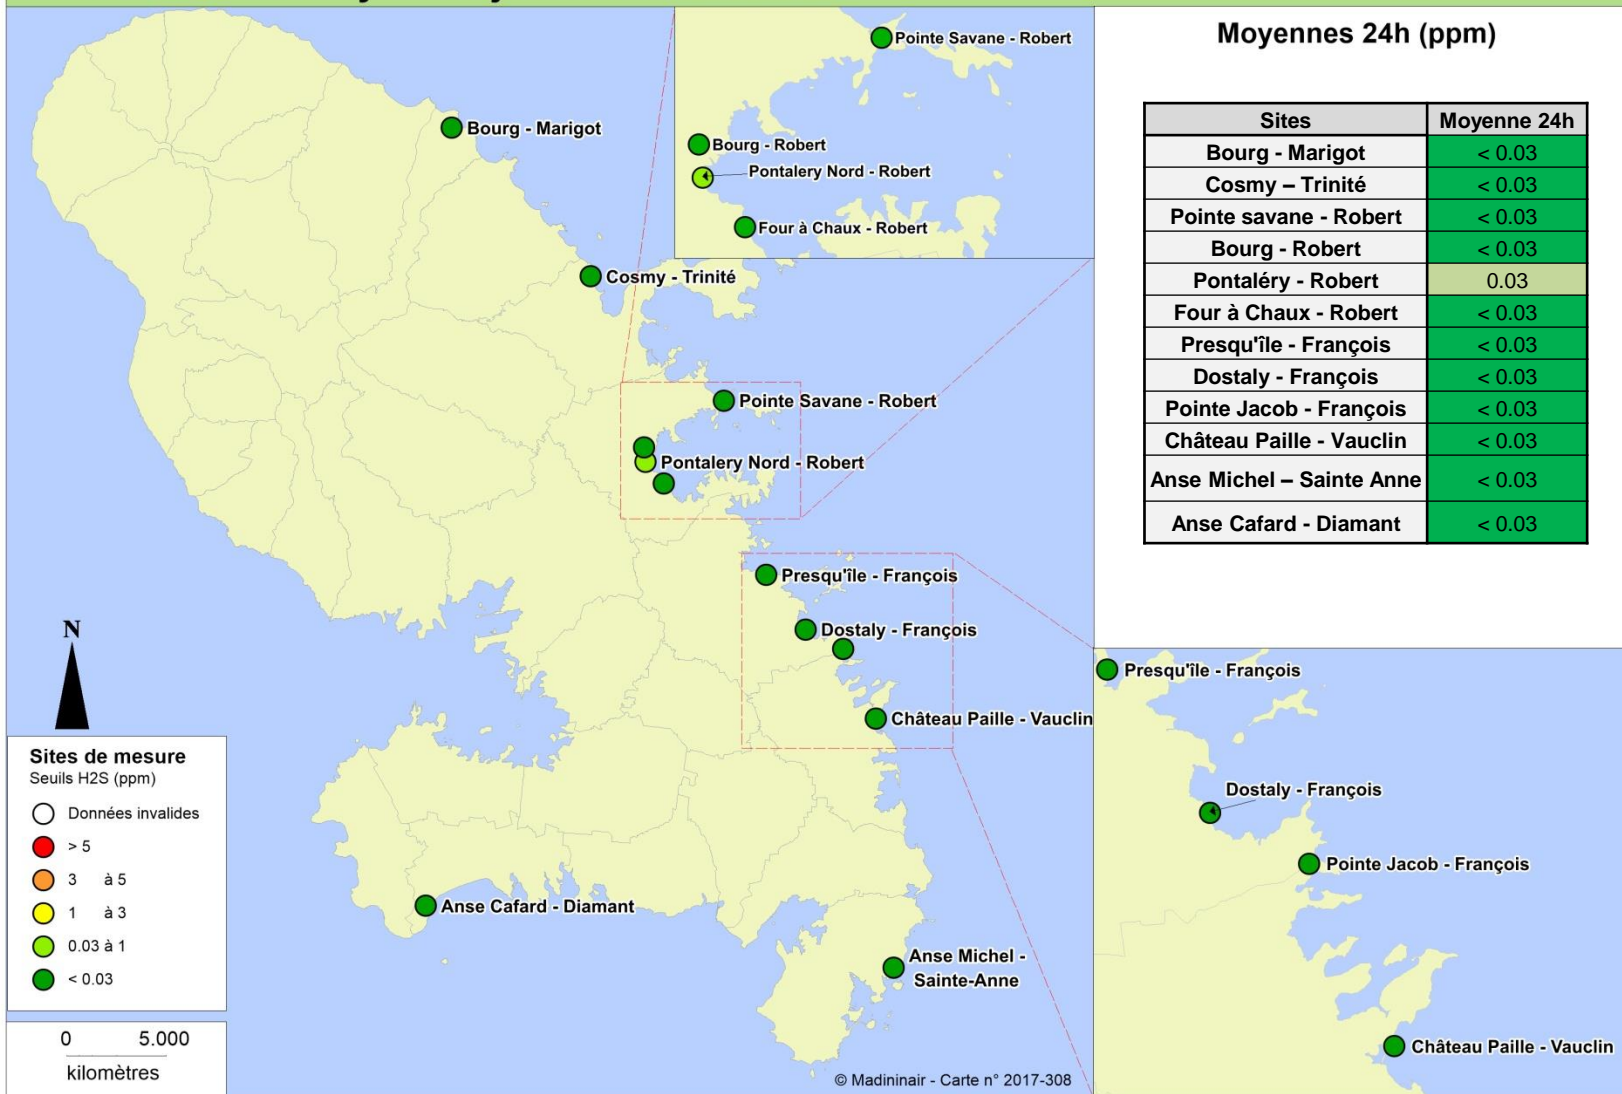 Pointe Savane - Robert
Bourg - Robert
Pontalery Nord - Robert
Four à Chaux - Robert
Bourg - Marigot
Cosmy - Trinité
Pointe Savane - Robert
Pontalery Nord - Robert
Presqu'île - François
Dostaly - François
Château Paille - Vauclin
Anse Cafard - Diamant
Anse Michel -
Sainte-Anne
N
Sites de mesure
Seuils H2S (ppm)
Données invalides
> 5
3 à 5
1 à 3
0.03 à 1
< 0.03
0 5.000
kilomètres
© Madininair - Carte n° 2017-308
Moyennes 24h (ppm)
Sites Moyenne 24h
Bourg - Marigot < 0.03
Cosmy – Trinité < 0.03
Pointe savane - Robert < 0.03
Bourg - Robert < 0.03
Pontaléry - Robert 0.03
Four à Chaux - Robert < 0.03
Presqu'île - François < 0.03
Dostaly - François < 0.03
Pointe Jacob - François < 0.03
Château Paille - Vauclin < 0.03
Anse Michel – Sainte Anne < 0.03
Anse Cafard - Diamant < 0.03
Presqu'île - François
Dostaly - François
Pointe Jacob - François
Château Paille - Vauclin